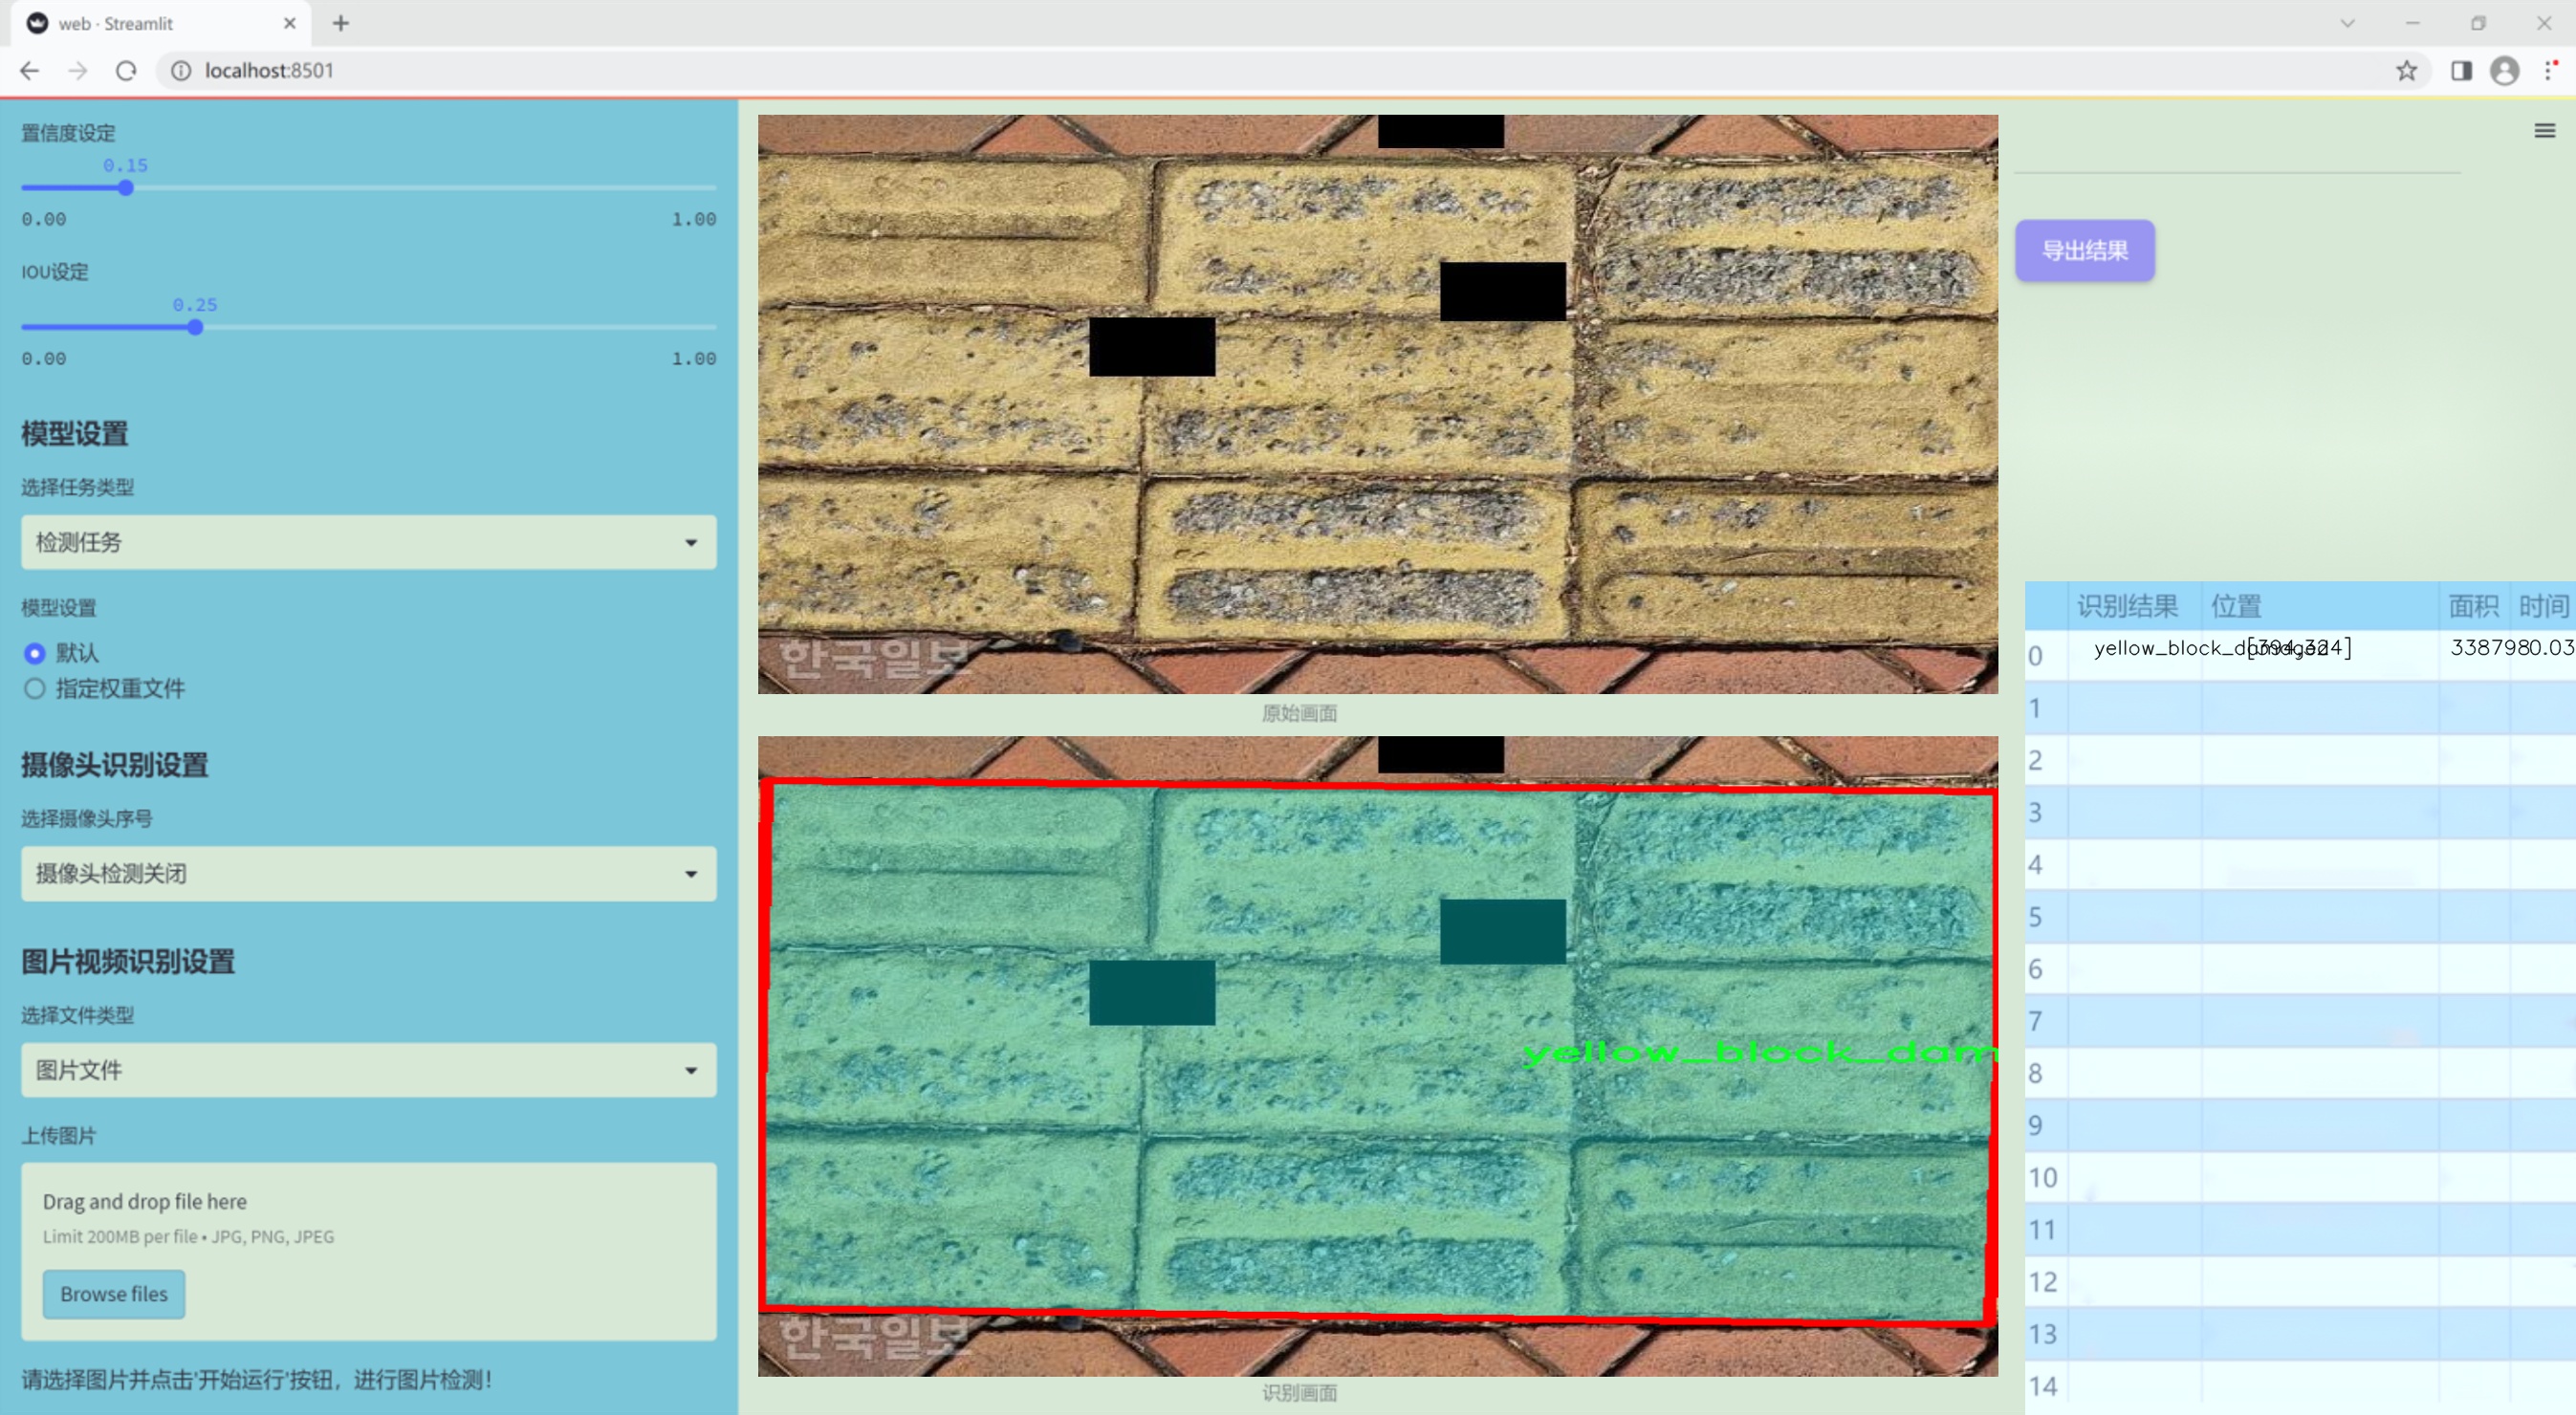 web · Streamlit
localhost:8501
置信度设定
0.15
0.00 1.00
IOU设定
0.25
0.00 1.00
模型设置
选择任务类型
检测任务
模型设置
默认
指定权重文件
摄像头识别设置
选择摄像头序号
摄像头检测关闭
图片视频识别设置
选择文件类型
图片文件
上传图片
Drag and drop file here
Limit 200MB per file • JPG, PNG, JPEG
Browse files
请选择图片并点击'开始运行'按钮，进行图片检测!
한국일보
原始画面
yellow_block_dam
한국일보
识别画面
导出结果
识别结果 位置 面积 时间
0 yellow_block_damaged [394,324] 3387980.03
1
2
3
4
5
6
7
8
9
10
11
12
13
14